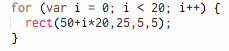 for (var i = 0; i < 20; i++) {
  rect(50+i*20,25,5,5);
}